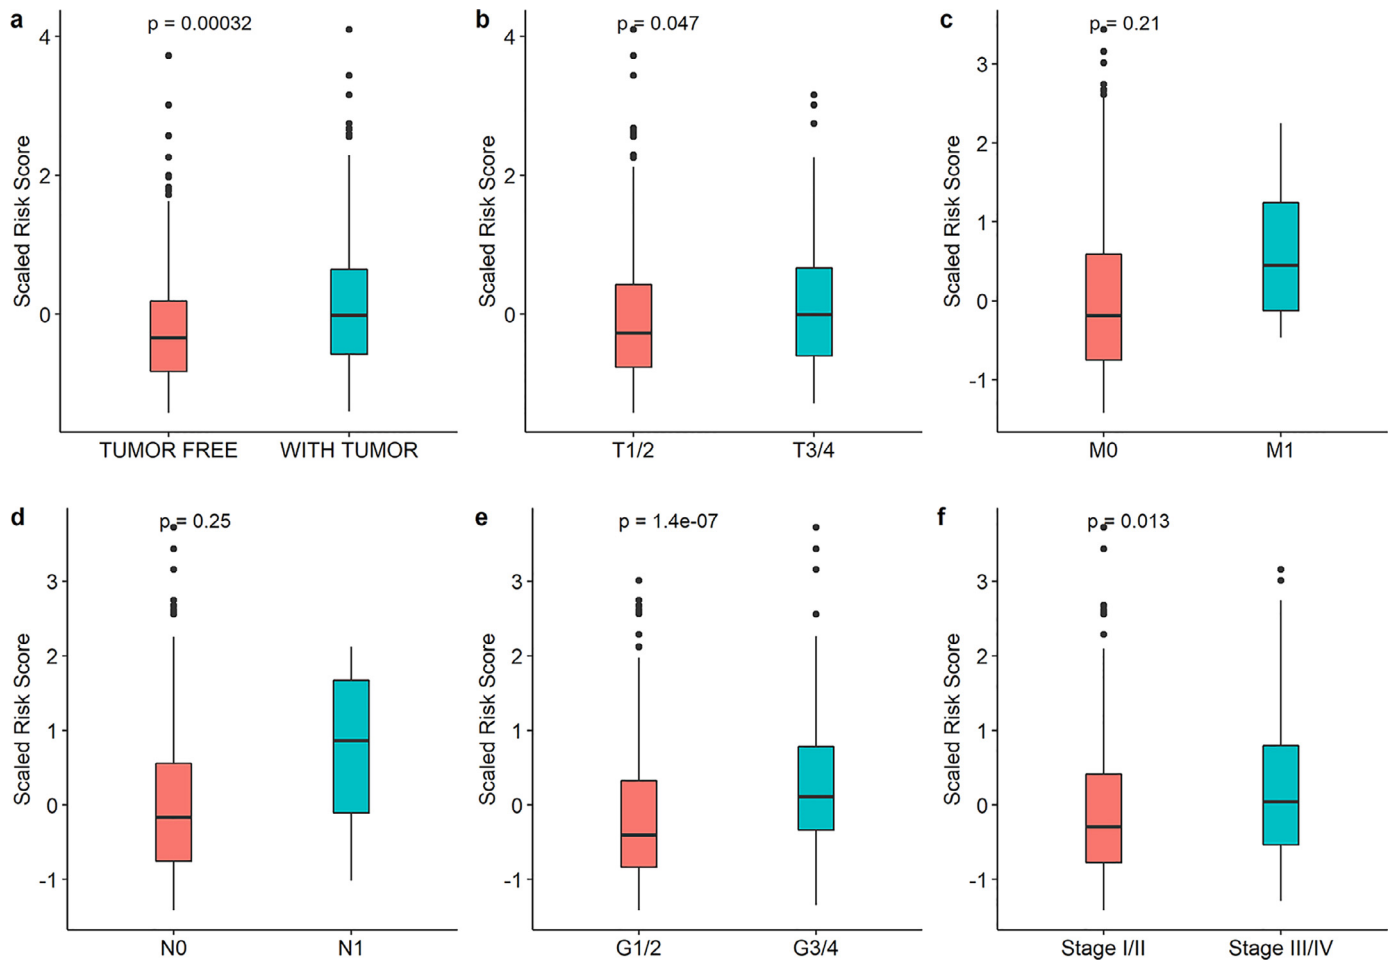 a
p = 0.00032
Scaled Risk Score
4
2
0
TUMOR FREE WITH TUMOR
b
p = 0.047
Scaled Risk Score
4
2
0
T1/2 T3/4
c
p = 0.21
Scaled Risk Score
3
2
1
0
-1
M0 M1
d
p = 0.25
Scaled Risk Score
3
2
1
0
-1
N0 N1
e
p = 1.4e-07
Scaled Risk Score
3
2
1
0
-1
G1/2 G3/4
f
p = 0.013
Scaled Risk Score
3
2
1
0
-1
Stage I/II Stage III/IV